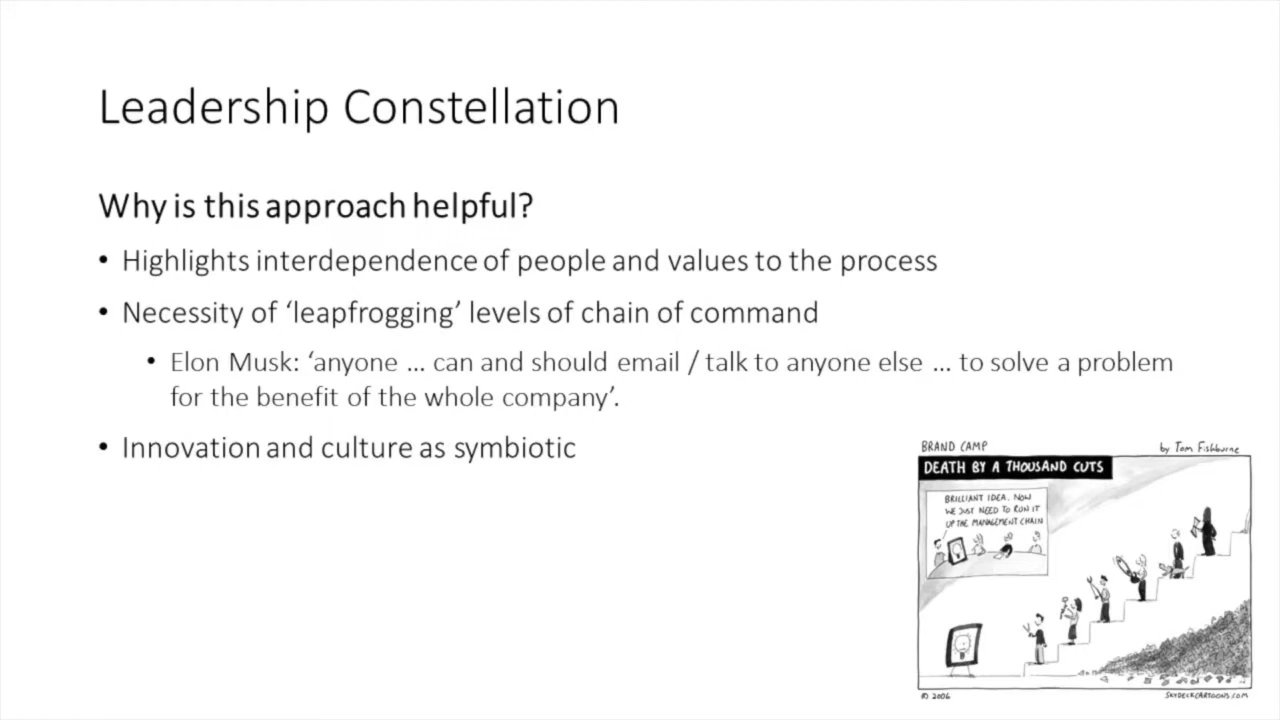 Leadership Constellation
Why is this approach helpful?
• Highlights interdependence of people and values to the process
• Necessity of ‘leapfrogging’ levels of chain of command
• Elon Musk: ‘anyone ... can and should email / talk to anyone else ... to solve a problem
for the benefit of the whole company’.
• Innovation and culture as symbiotic
BRAND CAMP
by Tom Fishburne
DEATH BY A THOUSAND CUTS
BRILLIANT IDEA. NOW
WE JUST NEED TO RUN IT
UP THE MANAGEMENT CHAIN
© 2006
SKYDECKCARTOONS.COM